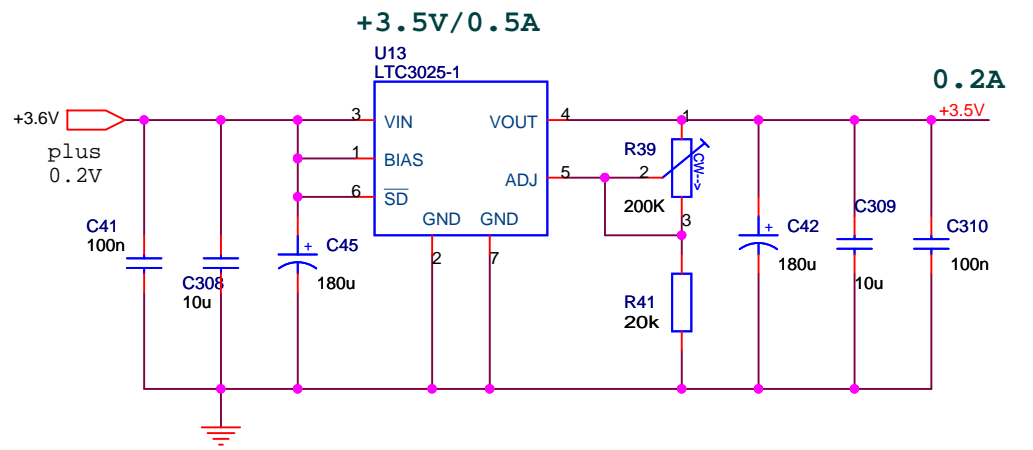 +3.5V/0.5A
U13
LTC3025-1
0.2A
+3.5V
+3.6V
plus
0.2V
3
VIN
VOUT
4
1
1
BIAS
R39
2
CW-->
ADJ
5
6
SD
200K
3
GND
GND
C41
100n
C308
10u
C45
180u
2
7
R41
20k
C42
180u
C309
10u
C310
100n